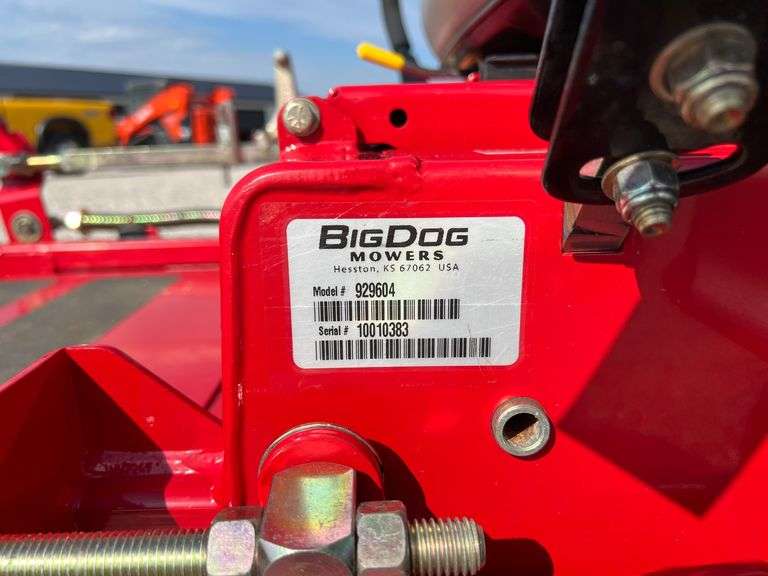 BIGDOG
MOWERS
Hesston, KS 67062 USA
Model # 929604
Serial # 10010383